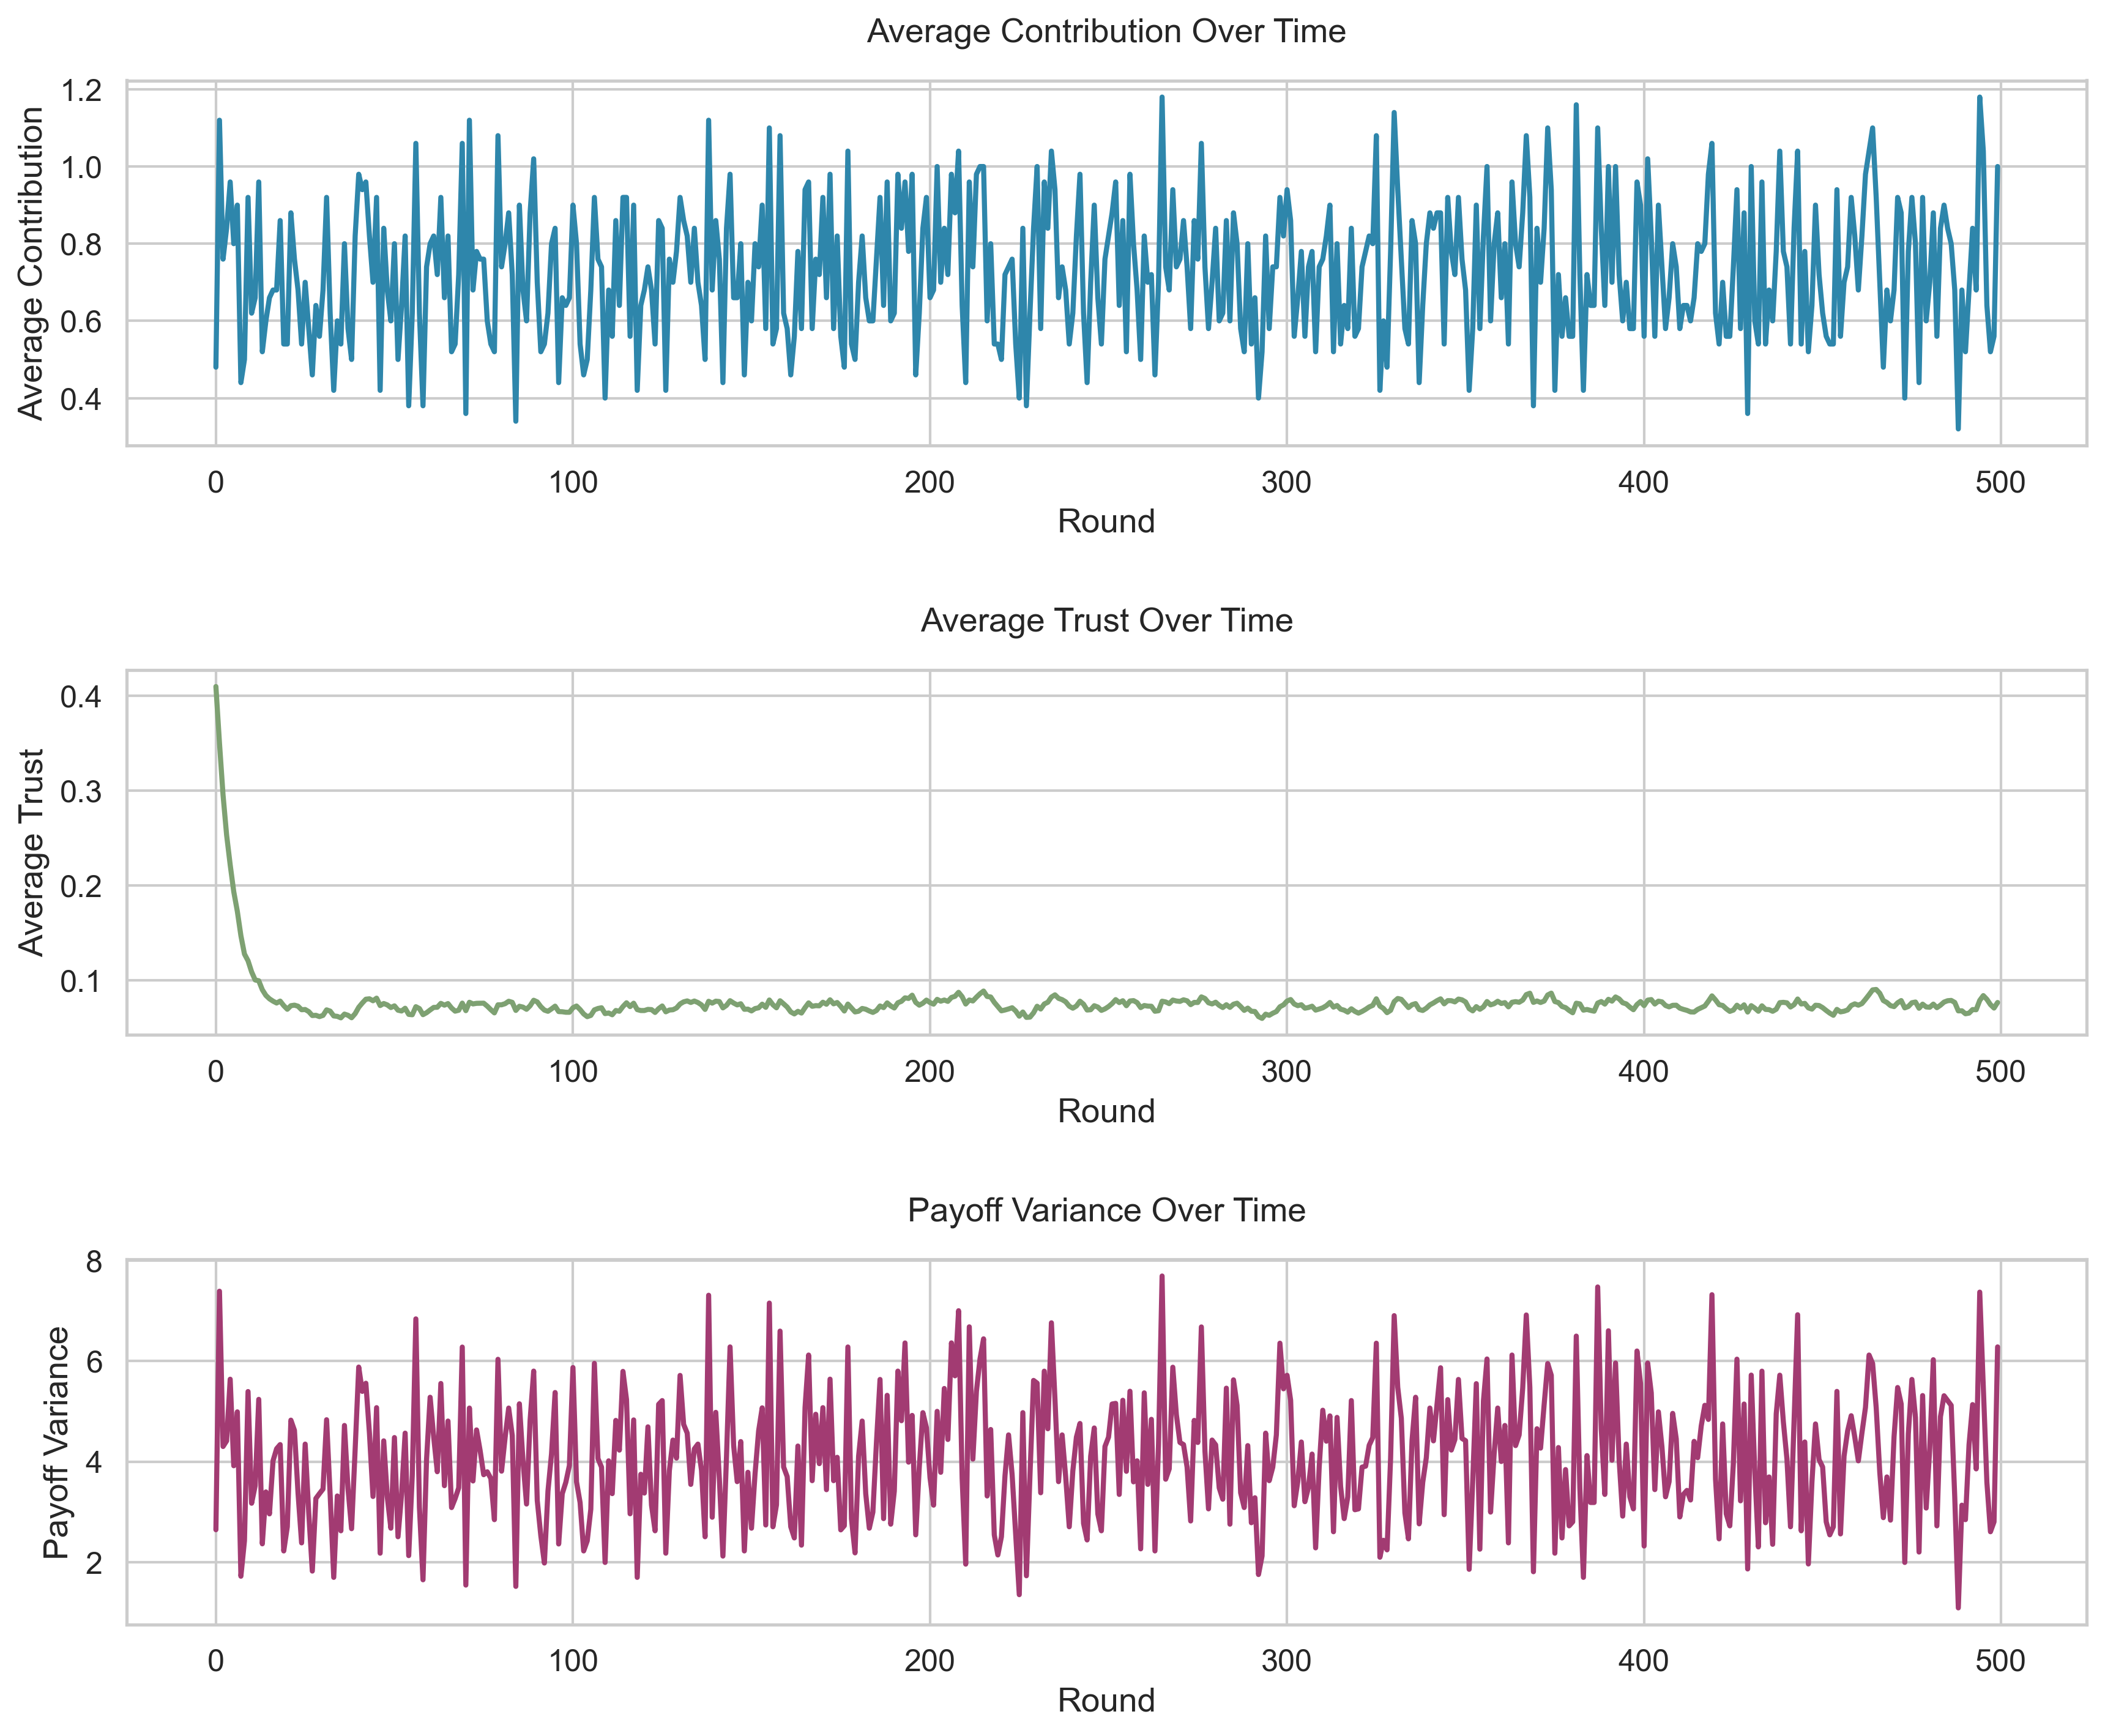 Average Contribution Over Time
Average Contribution
1.2
1.0
0.8
0.6
0.4
0 100 200 300 400 500
Round
Average Trust Over Time
Average Trust
0.4
0.3
0.2
0.1
0 100 200 300 400 500
Round
Payoff Variance Over Time
Payoff Variance
8
6
4
2
0 100 200 300 400 500
Round